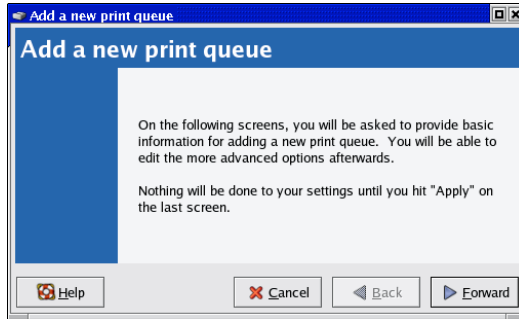 Add a new print queue
Add a new print queue
On the following screens, you will be asked to provide basic
information for adding a new print queue. You will be able to
edit the more advanced options afterwards.
Nothing will be done to your settings until you hit "Apply" on
the last screen.
Help
Cancel
Back
Forward